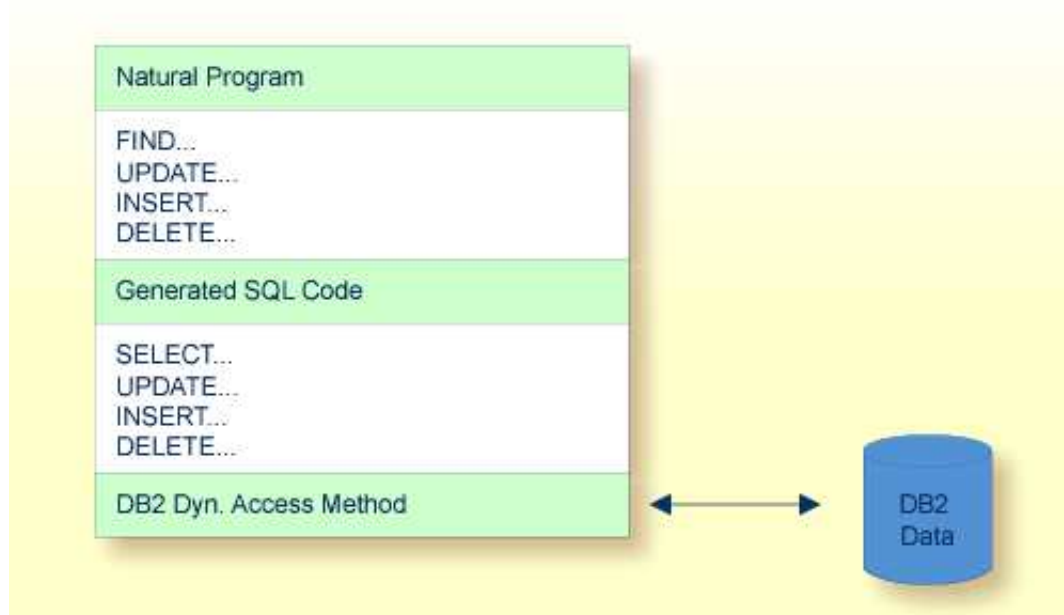 Natural Program
FIND...
UPDATE...
INSERT...
DELETE...
Generated SQL Code
SELECT...
UPDATE...
INSERT...
DELETE...
DB2 Dyn. Access Method
DB2
Data